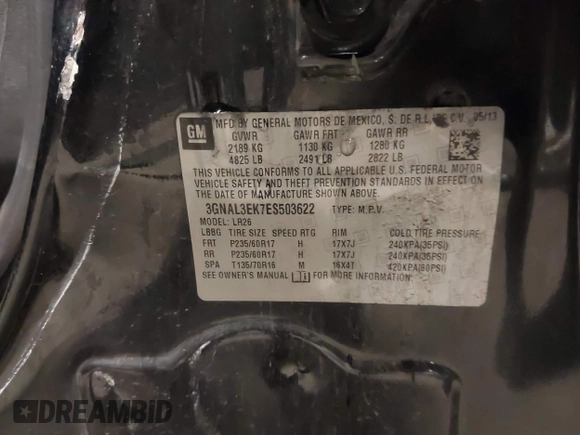 GM
MFD BY GENERAL MOTORS DE MEXICO, S. DE R.L. DE C.V. 05/13
GVWR GAWR FRT GAWR RR
2189 KG 1130 KG 1280 KG
4825 LB 2491 LB 2822 LB
THIS VEHICLE CONFORMS TO ALL APPLICABLE U.S. FEDERAL MOTOR
VEHICLE SAFETY AND THEFT PREVENTION STANDARDS IN EFFECT ON
THE DATE OF MANUFACTURE SHOWN ABOVE.
3GNAL3EK7ES503622 TYPE: M.P.V.
MODEL: LR26
LBBG TIRE SIZE SPEED RTG RIM COLD TIRE PRESSURE
FRT P235/60R17 H 17X7J 240KPA(35PSI)
RR P235/60R17 H 17X7J 240KPA(35PSI)
SPA T135/70R16 M 16X4T 420KPA(60PSI)
SEE OWNER'S MANUAL FOR MORE INFORMATION.
DREAMBID